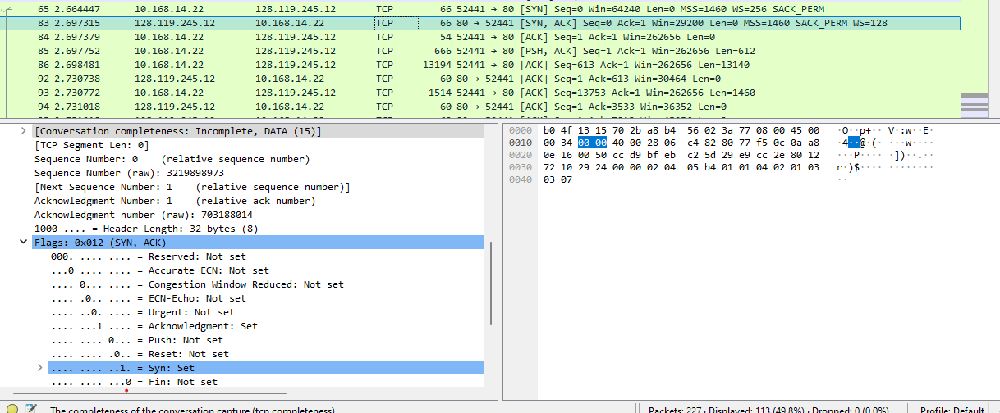 65 2.664447 10.168.14.22 128.119.245.12 TCP 66 52441 → 80 [SYN] Seq=0 Win=64240 Len=0 MSS=1460 WS=256 SACK_PERM
83 2.697315 128.119.245.12 10.168.14.22 TCP 66 80 → 52441 [SYN, ACK] Seq=0 Ack=1 Win=29200 Len=0 MSS=1460 SACK_PERM WS=128
84 2.697379 10.168.14.22 128.119.245.12 TCP 54 52441 → 80 [ACK] Seq=1 Ack=1 Win=262656 Len=0
85 2.697752 10.168.14.22 128.119.245.12 TCP 666 52441 → 80 [PSH, ACK] Seq=1 Ack=1 Win=262656 Len=612
86 2.698481 10.168.14.22 128.119.245.12 TCP 13194 52441 → 80 [ACK] Seq=613 Ack=1 Win=262656 Len=13140
92 2.730738 128.119.245.12 10.168.14.22 TCP 60 80 → 52441 [ACK] Seq=1 Ack=613 Win=30464 Len=0
93 2.730772 10.168.14.22 128.119.245.12 TCP 1514 52441 → 80 [ACK] Seq=13753 Ack=1 Win=262656 Len=1460
94 2.731018 128.119.245.12 10.168.14.22 TCP 60 80 → 52441 [ACK] Seq=1 Ack=3533 Win=36352 Len=0
[Conversation completeness: Incomplete, DATA (15)]
[TCP Segment Len: 0]
Sequence Number: 0 (relative sequence number)
Sequence Number (raw): 3219898973
[Next Sequence Number: 1 (relative sequence number)]
Acknowledgment Number: 1 (relative ack number)
Acknowledgment number (raw): 703188014
1000 .... = Header Length: 32 bytes (8)
Flags: 0x012 (SYN, ACK)
000. .... .... = Reserved: Not set
...0 .... .... = Accurate ECN: Not set
.... 0... .... = Congestion Window Reduced: Not set
.... .0.. .... = ECN-Echo: Not set
.... ..0. .... = Urgent: Not set
.... ...1 .... = Acknowledgment: Set
.... .... 0... = Push: Not set
.... .... .0.. = Reset: Not set
.... .... ..1. = Syn: Set
.... .... ...0 = Fin: Not set
0000 b0 4f 13 15 70 2b a8 b4 56 02 3a 77 08 00 45 00 ·O··p+·· V·:w··E·
0010 00 34 00 00 40 00 28 06 c4 82 80 77 f5 0c 0a a8 ·4··@·(· ···w····
0020 0e 16 00 50 cc d9 bf eb c2 5d 29 e9 cc 2e 80 12 ···P···· ·])··.··
0030 72 10 29 24 00 00 02 04 05 b4 01 01 04 02 01 03 r·)$···· ········
0040 03 07 ··
The completeness of the conversation capture (tcp.completeness)
Packets: 227 · Displayed: 113 (49.8%) · Dropped: 0 (0.0%)
Profile: Default